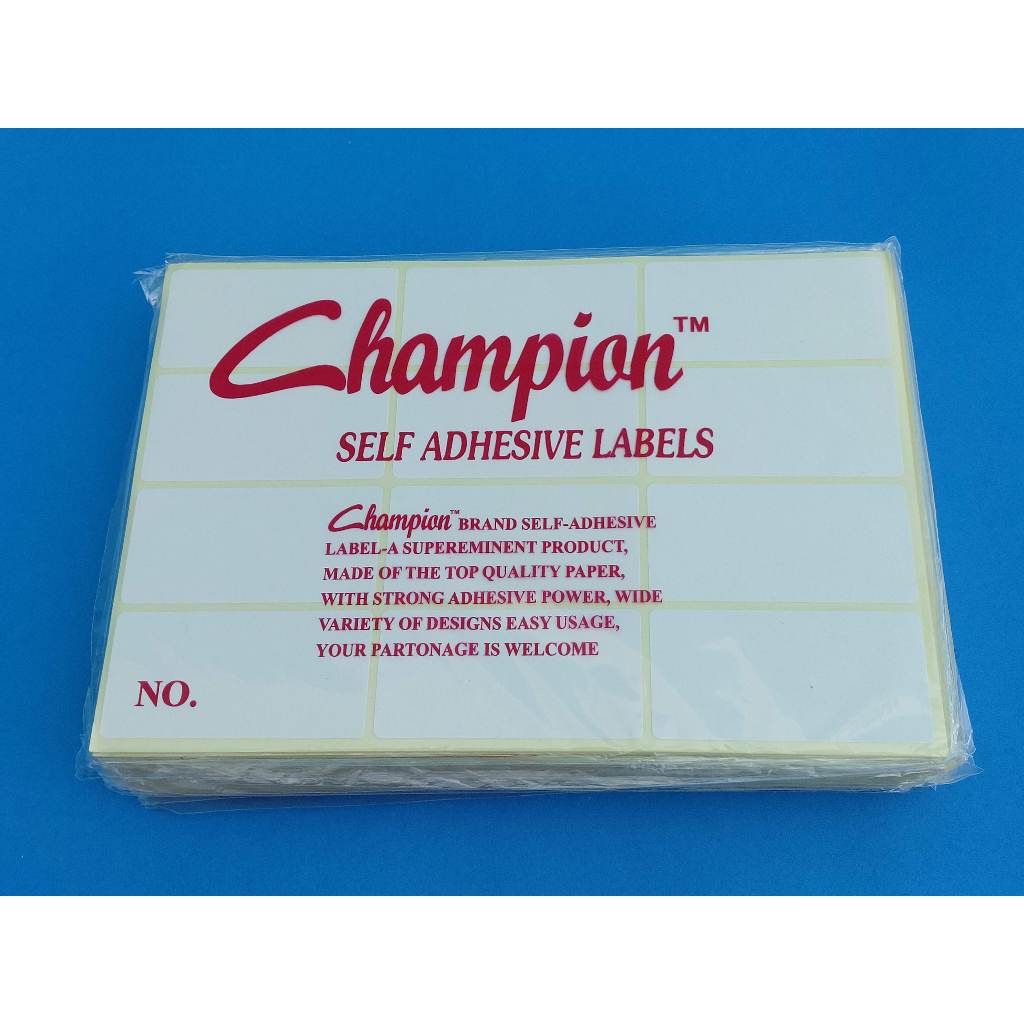 Champion™
SELF ADHESIVE LABELS
Champion™ BRAND SELF-ADHESIVE
LABEL-A SUPEREMINENT PRODUCT,
MADE OF THE TOP QUALITY PAPER,
WITH STRONG ADHESIVE POWER, WIDE
VARIETY OF DESIGNS EASY USAGE,
YOUR PARTONAGE IS WELCOME
NO.